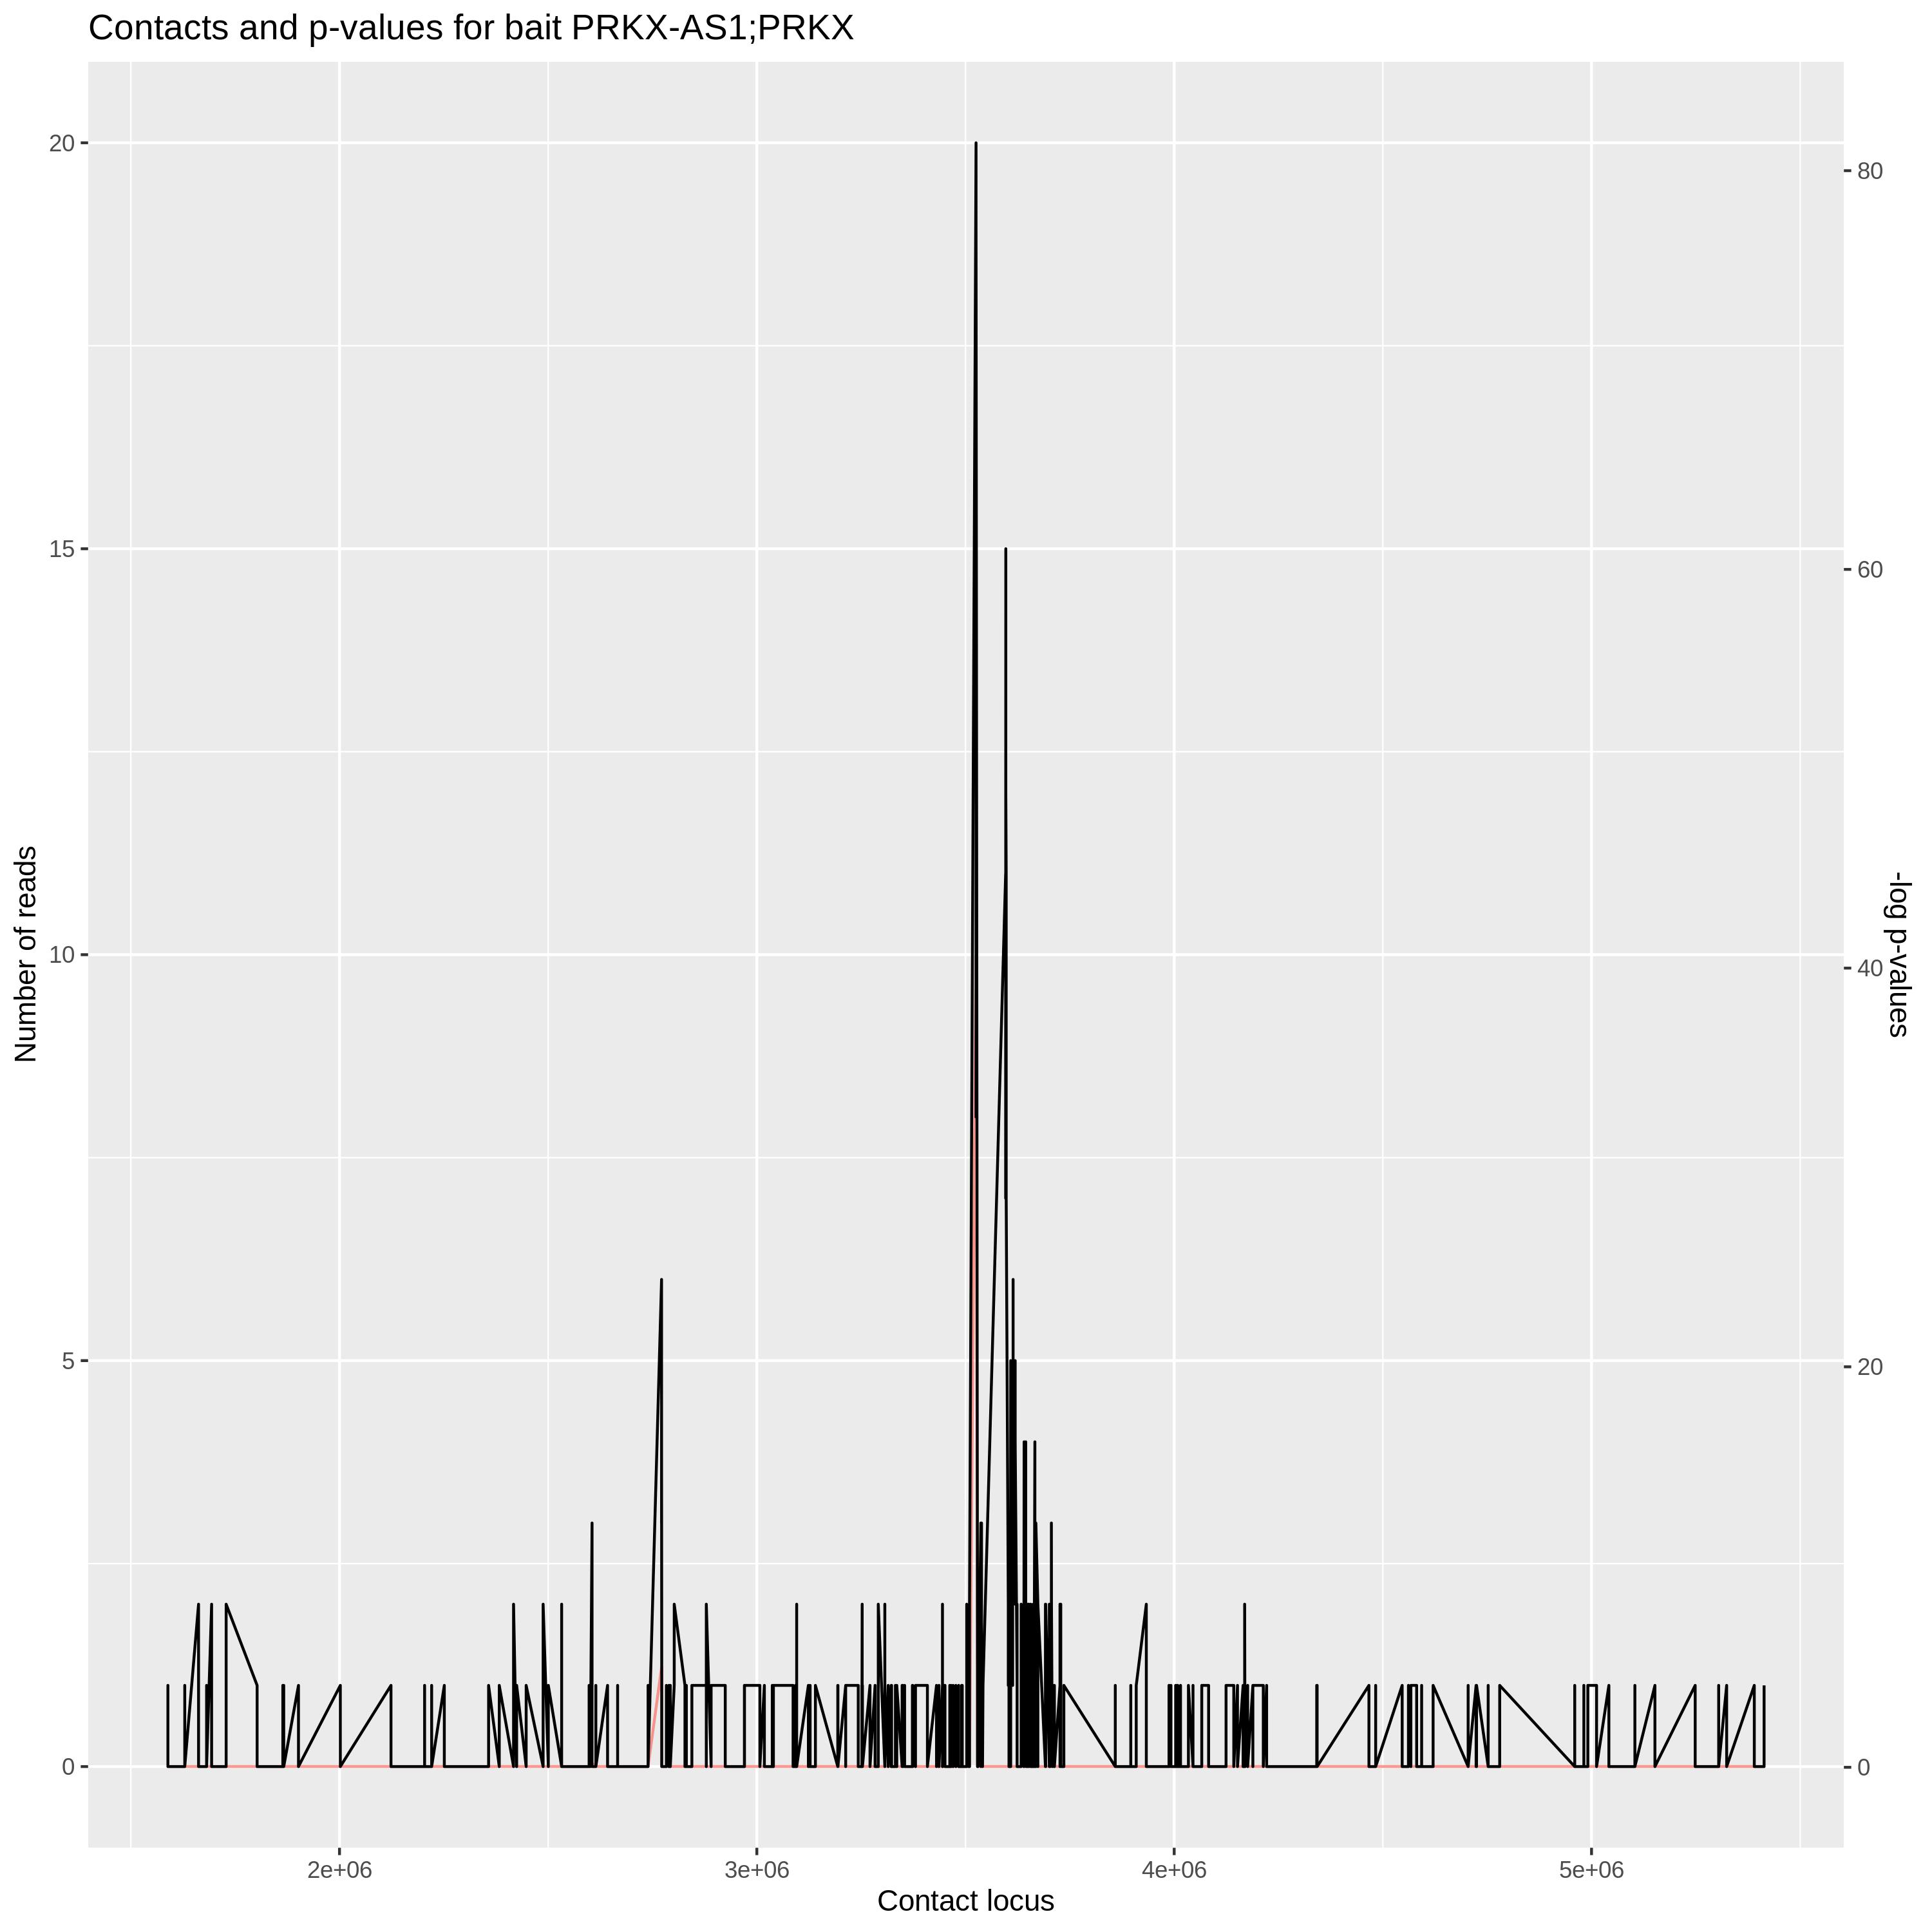 Contacts and p-values for bait PRKX-AS1;PRKX
20
15
10
5
0
80
60
40
20
0
Number of reads
-log p-values
2e+06
3e+06
4e+06
5e+06
Contact locus